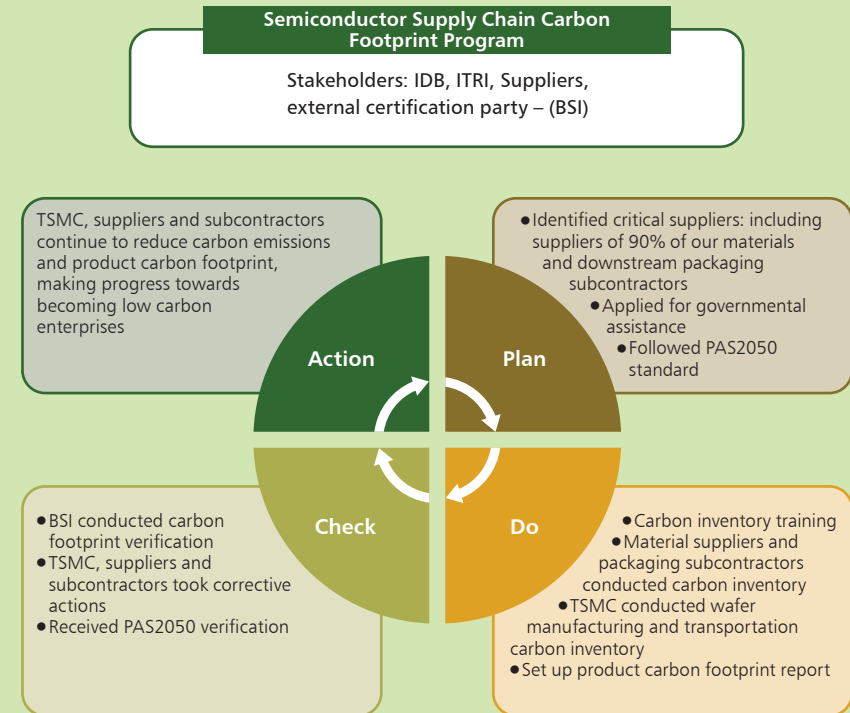 Semiconductor Supply Chain Carbon
Footprint Program
Stakeholders: IDB, ITRI, Suppliers,
external certification party – (BSI)
TSMC, suppliers and subcontractors
continue to reduce carbon emissions
and product carbon footprint,
making progress towards
becoming low carbon
enterprises
Action
●Identified critical suppliers: including
suppliers of 90% of our materials
and downstream packaging
subcontractors
●Applied for governmental
assistance
●Followed PAS2050
standard
Plan
●BSI conducted carbon
footprint verification
●TSMC, suppliers and
subcontractors took corrective
actions
●Received PAS2050 verification
Check
Do
●Carbon inventory training
●Material suppliers and
packaging subcontractors
conducted carbon inventory
●TSMC conducted wafer
manufacturing and transportation
carbon inventory
●Set up product carbon footprint report